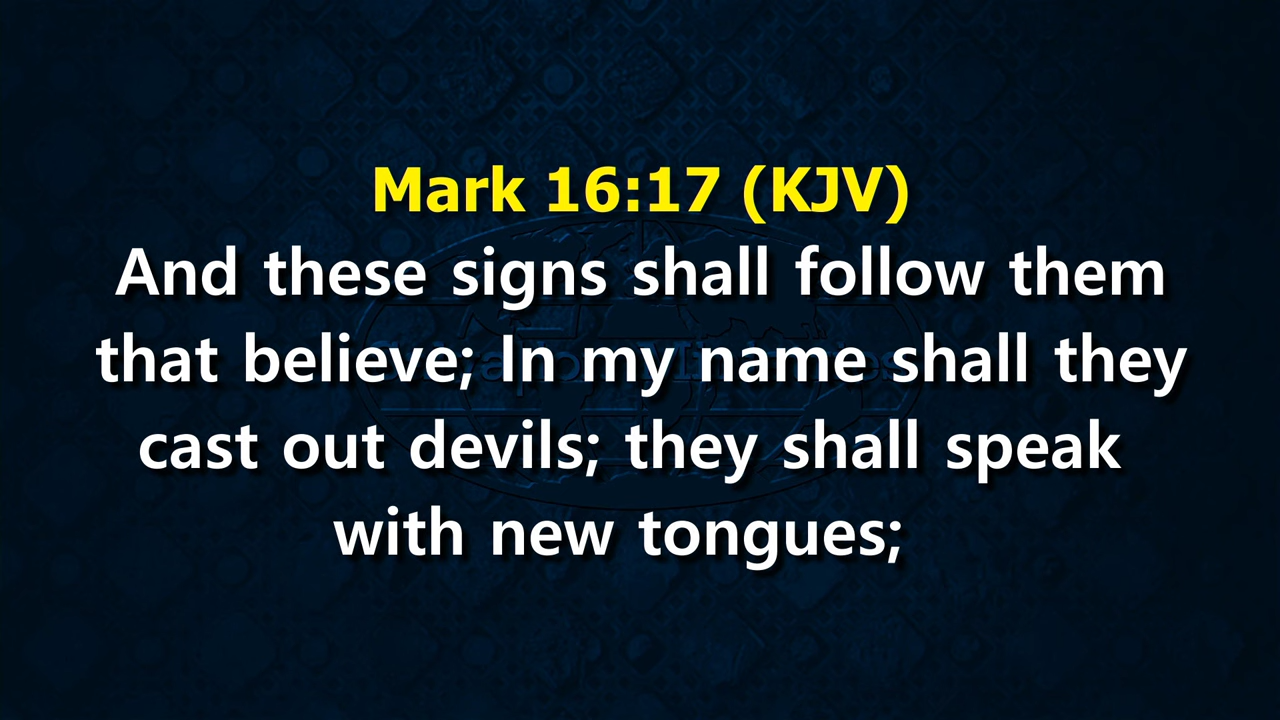 Mark 16:17 (KJV)
And these signs shall follow them
that believe; In my name shall they
cast out devils; they shall speak
with new tongues;